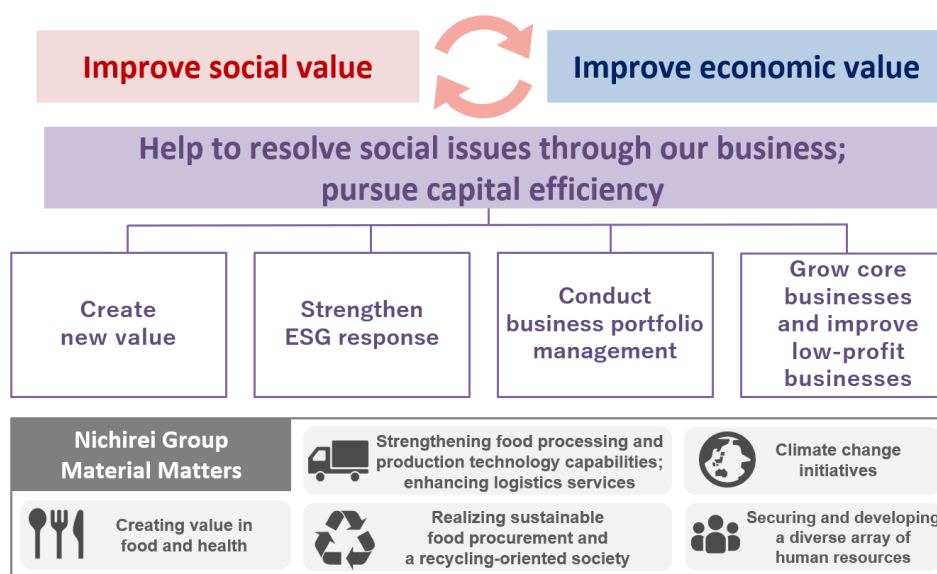 Improve social value
Improve economic value
Help to resolve social issues through our business;
pursue capital efficiency
Create
new value
Strengthen
ESG response
Conduct
business portfolio
management
Grow core
businesses
and improve
low-profit
businesses
Nichirei Group
Material Matters
Creating value in
food and health
Strengthening food processing and
production technology capabilities;
enhancing logistics services
Realizing sustainable
food procurement and
a recycling-oriented society
Climate change
initiatives
Securing and developing
a diverse array of
human resources